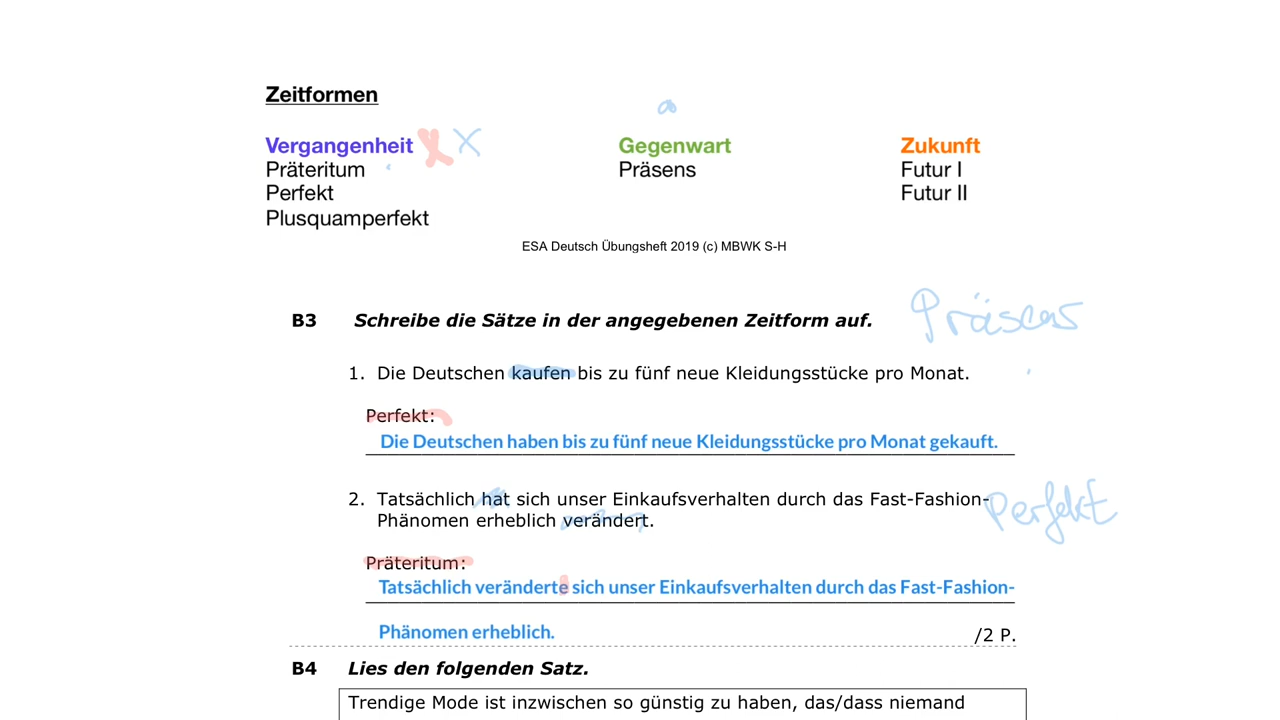 Zeitformen
Vergangenheit X X Gegenwart Zukunft
Präteritum Präsens Futur I
Perfekt Futur II
Plusquamperfekt
ESA Deutsch Übungsheft 2019 (c) MBWK S-H
B3 Schreibe die Sätze in der angegebenen Zeitform auf. Präsens
1. Die Deutschen kaufen bis zu fünf neue Kleidungsstücke pro Monat.
Perfekt:
Die Deutschen haben bis zu fünf neue Kleidungsstücke pro Monat gekauft.
2. Tatsächlich hat sich unser Einkaufsverhalten durch das Fast-Fashion- Perfekt
Phänomen erheblich verändert.
Präteritum:
Tatsächlich veränderte sich unser Einkaufsverhalten durch das Fast-Fashion-
Phänomen erheblich.
/2 P.
B4 Lies den folgenden Satz.
Trendige Mode ist inzwischen so günstig zu haben, das/dass niemand